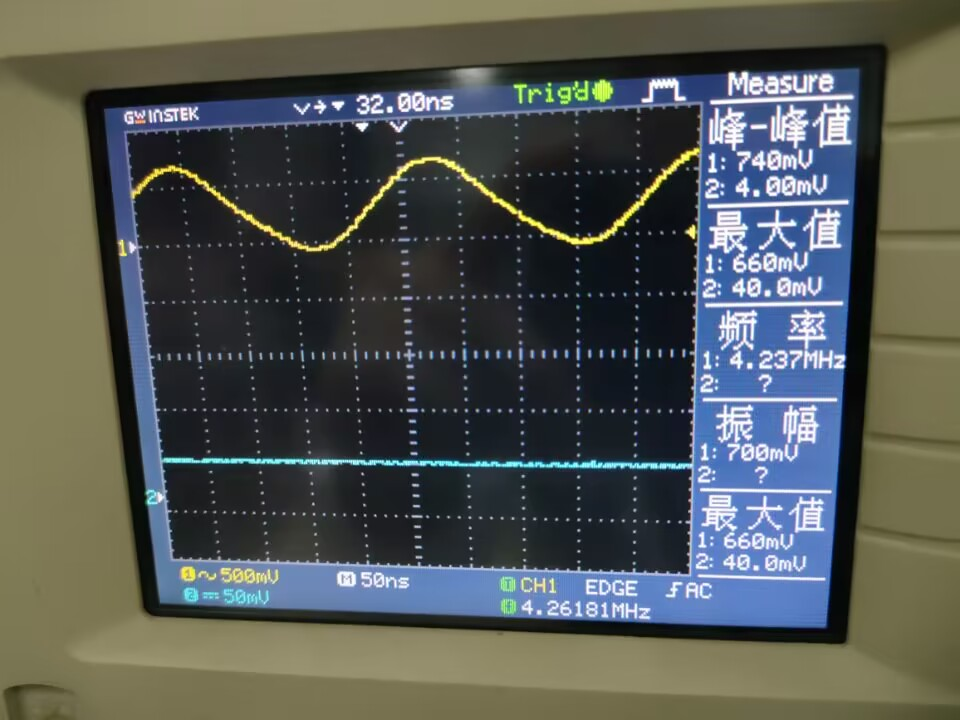 GW INSTEK
32.00ns
Trig'd
Measure
峰-峰值
1: 740mV
2: 4.00mV
最大值
1: 660mV
2: 40.0mV
频率
1: 4.237MHz
2: ?
振幅
1: 700mV
2: ?
最大值
1: 660mV
2: 40.0mV
1
2
1 500mV
M 50ns
CH1
EDGE
AC
2 50mV
4.26181MHz